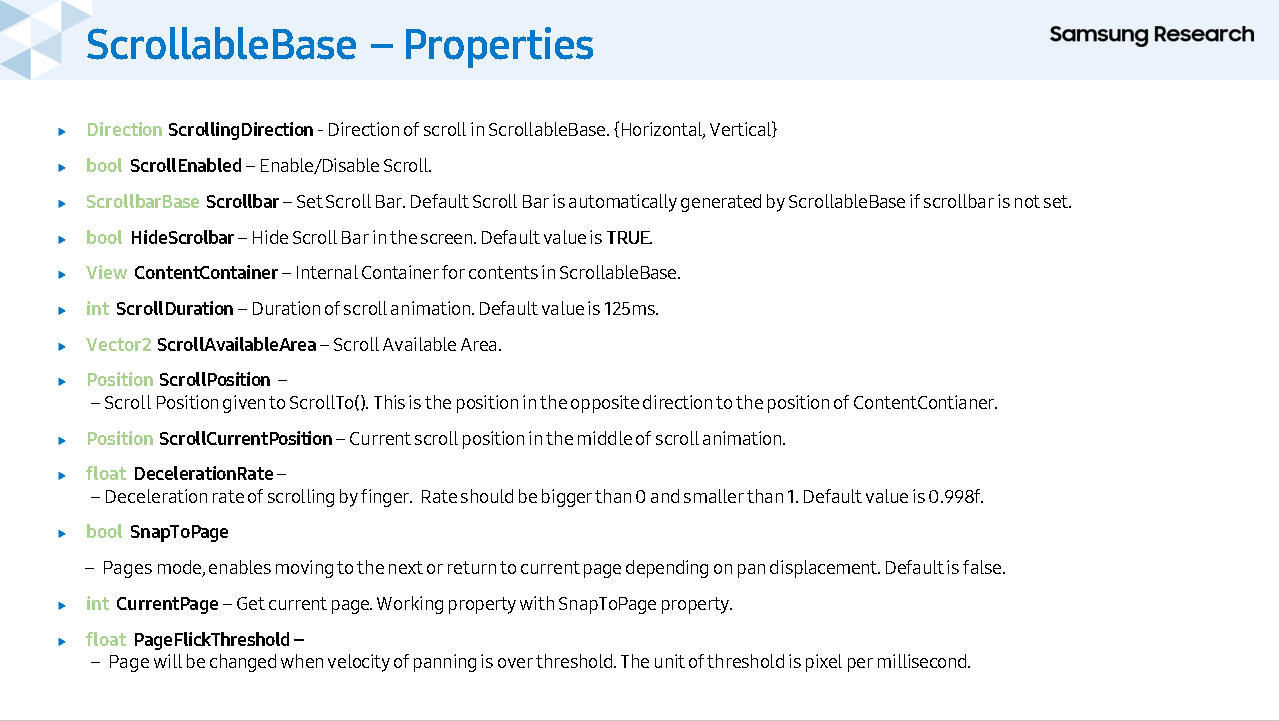 ScrollableBase – Properties
Samsung Research
Direction ScrollingDirection - Direction of scroll in ScrollableBase. {Horizontal, Vertical}
bool ScrollEnabled – Enable/Disable Scroll.
ScrollbarBase Scrollbar – Set Scroll Bar. Default Scroll Bar is automatically generated by ScrollableBase if scrollbar is not set.
bool HideScrolbar – Hide Scroll Bar in the screen. Default value is TRUE.
View ContentContainer – Internal Container for contents in ScrollableBase.
int ScrollDuration – Duration of scroll animation. Default value is 125ms.
Vector2 ScrollAvailableArea – Scroll Available Area.
Position ScrollPosition –
– Scroll Position given to ScrollTo(). This is the position in the opposite direction to the position of ContentContianer.
Position ScrollCurrentPosition – Current scroll position in the middle of scroll animation.
float DecelerationRate –
– Deceleration rate of scrolling by finger. Rate should be bigger than 0 and smaller than 1. Default value is 0.998f.
bool SnapToPage
– Pages mode, enables moving to the next or return to current page depending on pan displacement. Default is false.
int CurrentPage – Get current page. Working property with SnapToPage property.
float PageFlickThreshold –
– Page will be changed when velocity of panning is over threshold. The unit of threshold is pixel per millisecond.